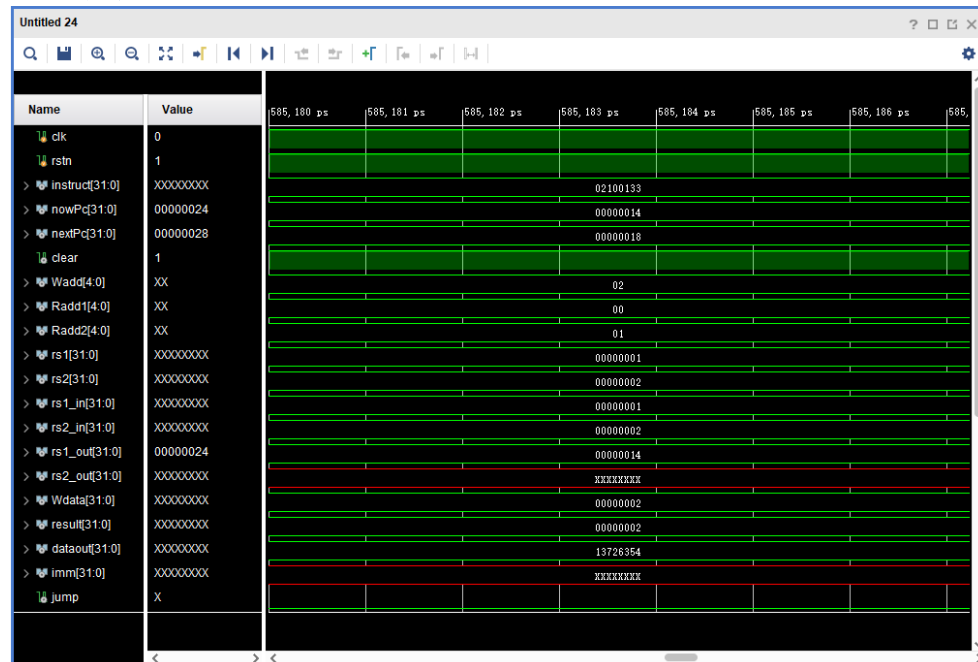 Untitled 24
Name Value 585,180 ps 585,181 ps 585,182 ps 585,183 ps 585,184 ps 585,185 ps 585,186 ps 585,
clk 0
rstn 1
instruct[31:0] XXXXXXXX 02100133
nowPc[31:0] 00000024 00000014
nextPc[31:0] 00000028 00000018
clear 1
Wadd[4:0] XX 02
Radd1[4:0] XX 00
Radd2[4:0] XX 01
rs1[31:0] XXXXXXXX 00000001
rs2[31:0] XXXXXXXX 00000002
rs1_in[31:0] XXXXXXXX 00000001
rs2_in[31:0] XXXXXXXX 00000002
rs1_out[31:0] 00000024 00000014
rs2_out[31:0] XXXXXXXX XXXXXXXX
Wdata[31:0] XXXXXXXX 00000002
result[31:0] XXXXXXXX 00000002
dataout[31:0] XXXXXXXX 13726354
imm[31:0] XXXXXXXX XXXXXXXX
jump X